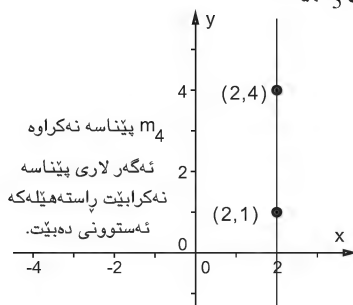 y
4
(2,4)
m₄ پێناسە نەکراوە
ئەگەر لاری پێناسە
نەکرابێت ڕاستەهێلەکە
ئەستوونی دەبێت.
2
(2,1)
x
0
-4 -2 0 2